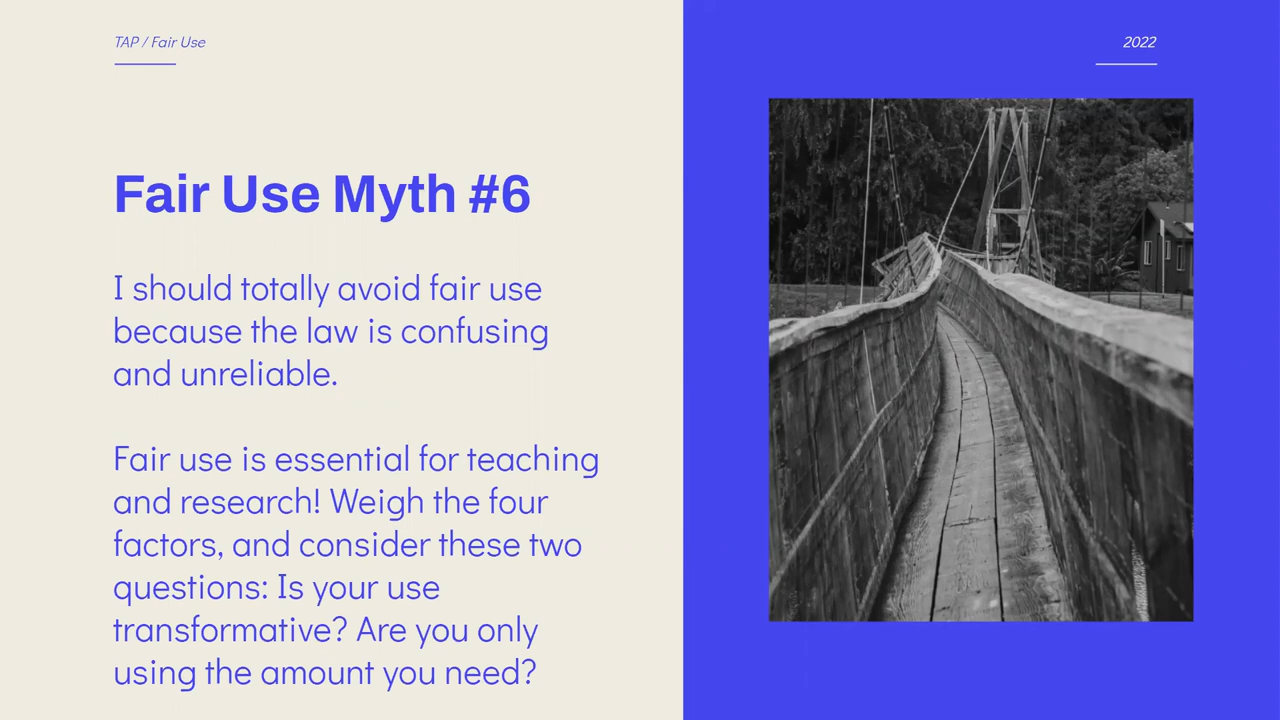 TAP / Fair Use
2022
Fair Use Myth #6
I should totally avoid fair use
because the law is confusing
and unreliable.
Fair use is essential for teaching
and research! Weigh the four
factors, and consider these two
questions: Is your use
transformative? Are you only
using the amount you need?